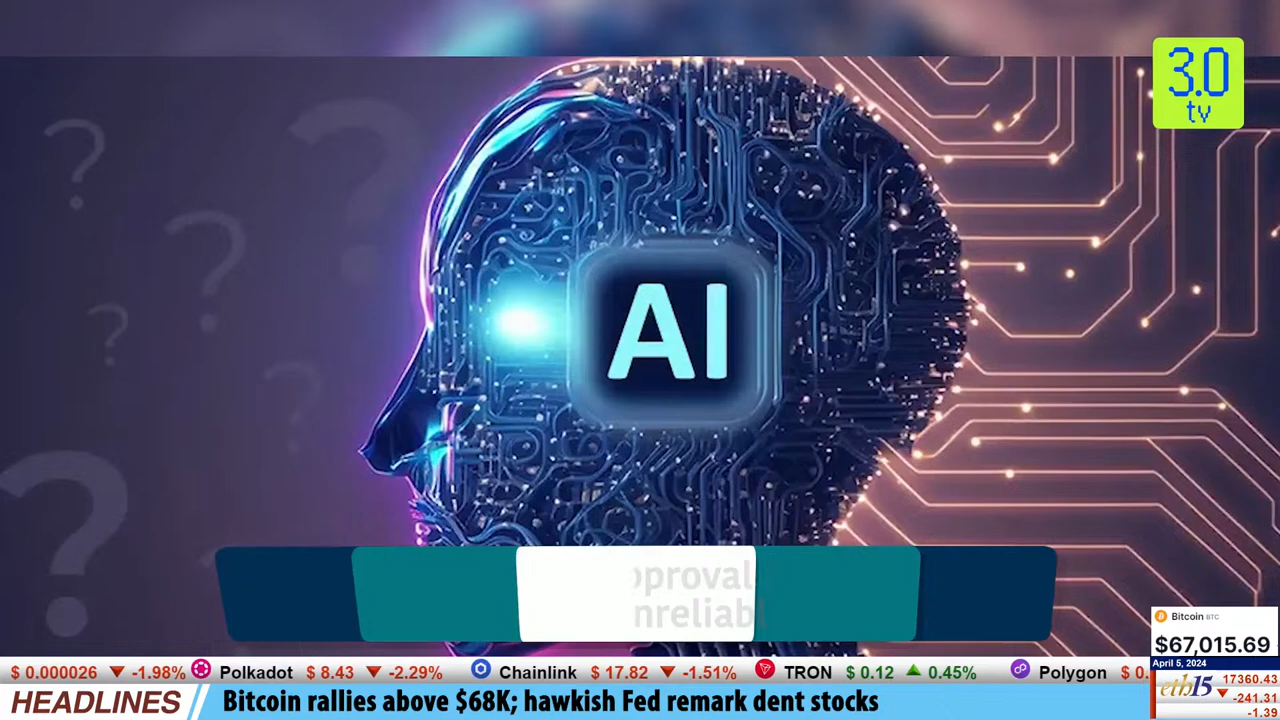 3.0
tv
AI
$ 0.000026 -1.98% Polkadot $ 8.43 -2.29% Chainlink $ 17.82 -1.51% TRON $ 0.12 0.45% Polygon $ 0.
HEADLINES Bitcoin rallies above $68K; hawkish Fed remark dent stocks
Bitcoin BTC
$67,015.69
April 5, 2024
eth15 17360.43
-241.31
-1.39